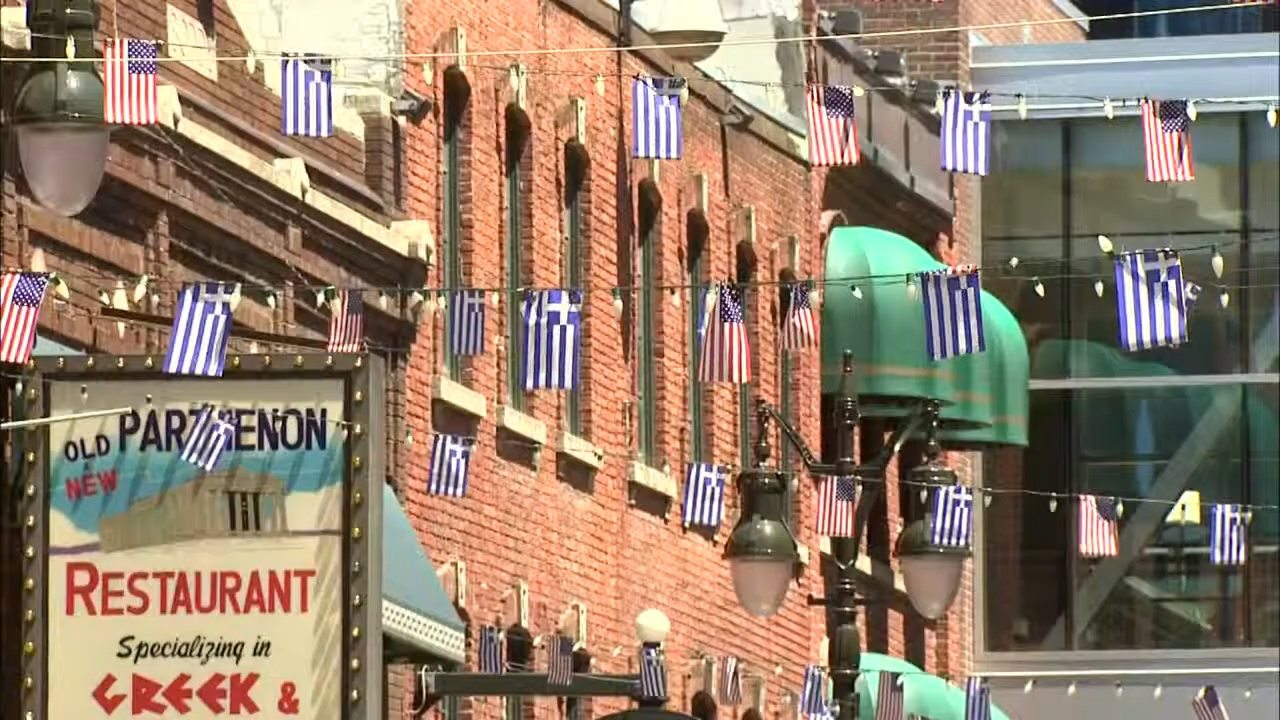 OLD PARTHENON
& NEW
RESTAURANT
Specializing in
GREEK &